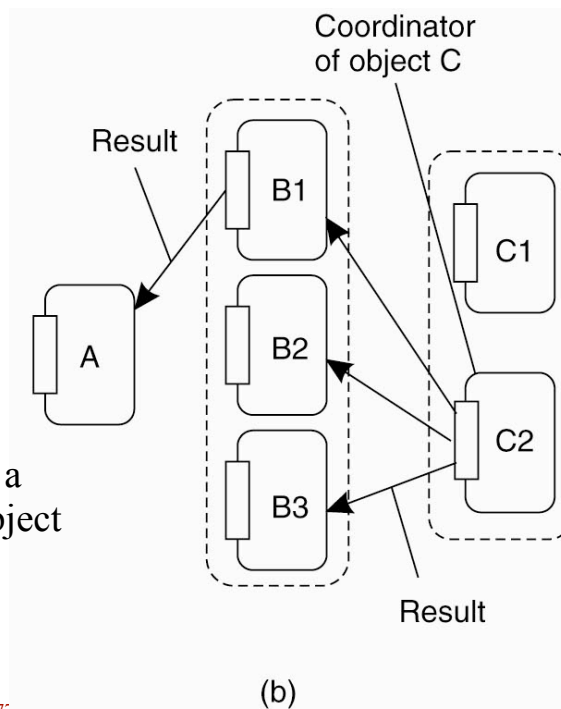 Coordinator
of object C
Result
B1
C1
A
B2
C2
a
B3
Result
(b)